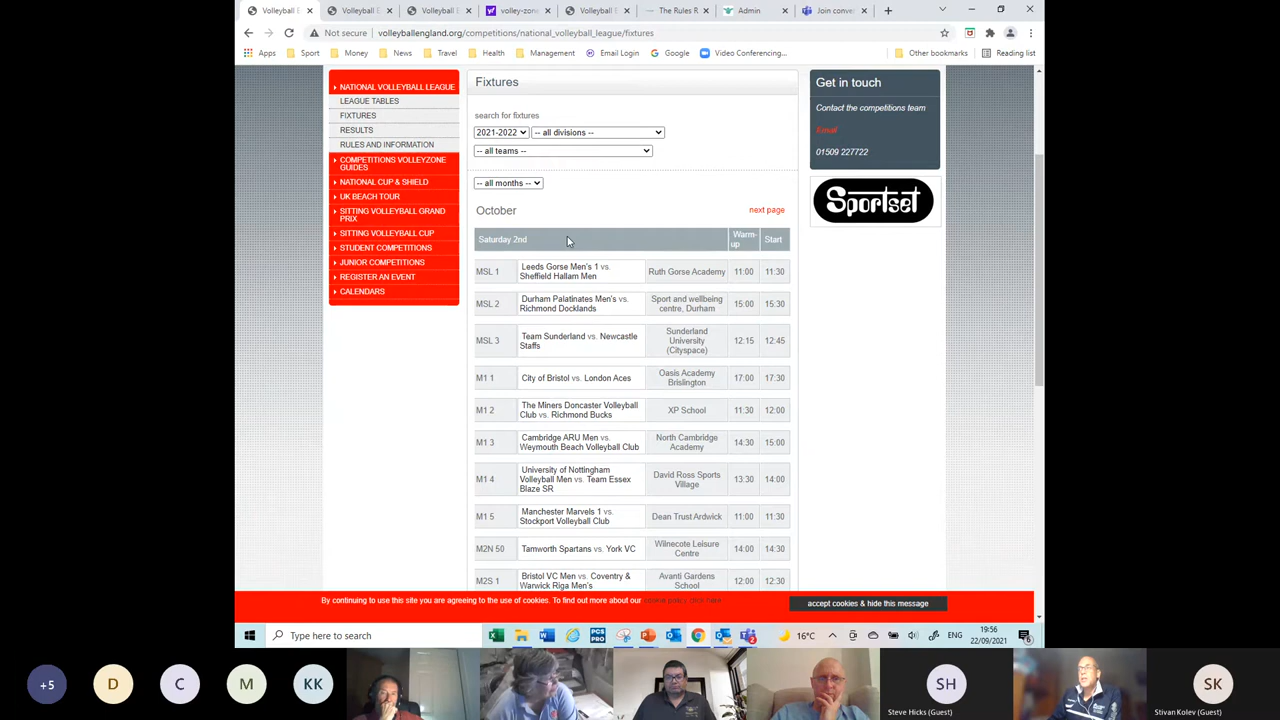 Volleyball E
Volleyball E
Volleyball E
volley-zone
Volleyball E
The Rules R
Admin
Join conve
Not secure
volleyballengland.org/competitions/national_volleyball_league/fixtures
Apps
Sport
Money
News
Travel
Health
Management
Email Login
Google
Video Conferencing...
Other bookmarks
Reading list
NATIONAL VOLLEYBALL LEAGUE
LEAGUE TABLES
FIXTURES
RESULTS
RULES AND INFORMATION
COMPETITIONS VOLLEYZONE
GUIDES
NATIONAL CUP & SHIELD
UK BEACH TOUR
SITTING VOLLEYBALL GRAND
PRIX
SITTING VOLLEYBALL CUP
STUDENT COMPETITIONS
JUNIOR COMPETITIONS
REGISTER AN EVENT
CALENDARS
Fixtures
search for fixtures
2021-2022
-- all divisions --
-- all teams --
-- all months --
October
next page
Saturday 2nd
Warm-
up
Start
MSL 1
Leeds Gorse Men's 1 vs.
Sheffield Hallam Men
Ruth Gorse Academy
11:00
11:30
MSL 2
Durham Palatinates Men's vs.
Richmond Docklands
Sport and wellbeing
centre, Durham
15:00
15:30
MSL 3
Team Sunderland vs. Newcastle
Staffs
Sunderland
University
(Cityspace)
12:15
12:45
M1 1
City of Bristol vs. London Aces
Oasis Academy
Brislington
17:00
17:30
M1 2
The Miners Doncaster Volleyball
Club vs. Richmond Bucks
XP School
11:30
12:00
M1 3
Cambridge ARU Men vs.
Weymouth Beach Volleyball Club
North Cambridge
Academy
14:30
15:00
M1 4
University of Nottingham
Volleyball Men vs. Team Essex
Blaze SR
David Ross Sports
Village
13:30
14:00
M1 5
Manchester Marvels 1 vs.
Stockport Volleyball Club
Dean Trust Ardwick
11:00
11:30
M2N 50
Tamworth Spartans vs. York VC
Wilnecote Leisure
Centre
14:00
14:30
M2S 1
Bristol VC Men vs. Coventry &
Warwick Riga Men's
Avanti Gardens
School
12:00
12:30
Get in touch
Contact the competitions team
Email
01509 227722
Sportset
By continuing to use this site you are agreeing to the use of cookies. To find out more about our cookie policy click here.
accept cookies & hide this message
Type here to search
PCS
PRO
16°C
ENG
19:56
22/09/2021
6
+5
D
C
M
KK
SH
Steve Hicks (Guest)
SK
Stivan Kolev (Guest)